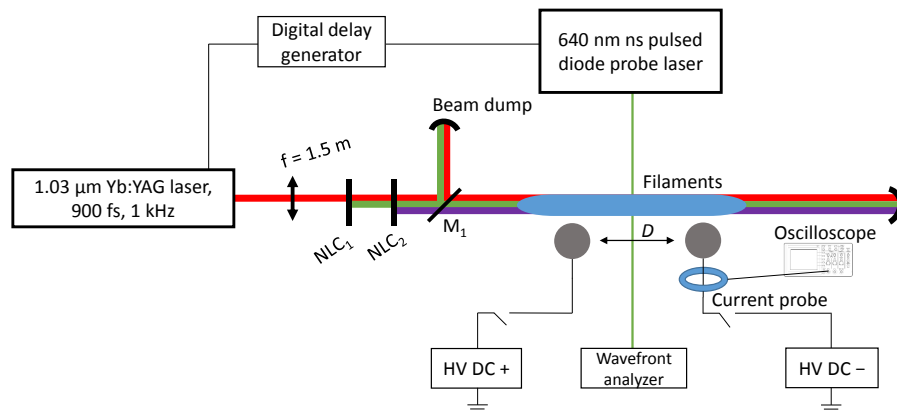 Digital delay
generator
640 nm ns pulsed
diode probe laser
Beam dump
f = 1.5 m
1.03 µm Yb:YAG laser,
900 fs, 1 kHz
Filaments
NLC₁
NLC₂
M₁
D
Oscilloscope
Current probe
HV DC +
Wavefront
analyzer
HV DC −